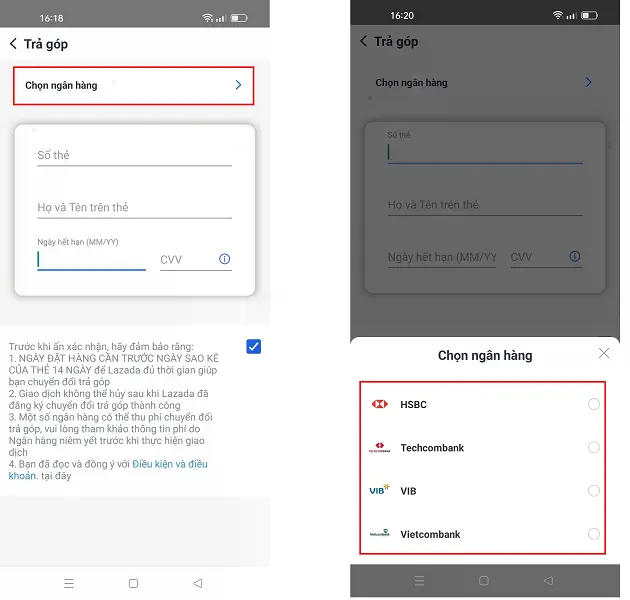 16:18
Trả góp
Chọn ngân hàng
Số thẻ
Họ và Tên trên thẻ
Ngày hết hạn (MM/YY)
CVV
Trước khi ấn xác nhận, hãy đảm bảo rằng:
1. NGÀY ĐẶT HÀNG CẦN TRƯỚC NGÀY SAO KÊ
CỦA THẺ 14 NGÀY để Lazada đủ thời gian giúp
bạn chuyển đổi trả góp
2. Giao dịch không thể hủy sau khi Lazada đã
đăng ký chuyển đổi trả góp thành công
3. Một số ngân hàng có thể thu phí chuyển đổi
trả góp, vui lòng tham khảo thông tin phí do
Ngân hàng niêm yết trước khi thực hiện giao
dịch
4. Bạn đã đọc và đồng ý với Điều kiện và điều
khoản. tại đây
16:20
Trả góp
Chọn ngân hàng
Số thẻ
Họ và Tên trên thẻ
Ngày hết hạn (MM/YY
CVV
Chọn ngân hàng
HSBC
TECHCOMBANK
Techcombank
VIB
VIB
Vietcombank
Vietcombank